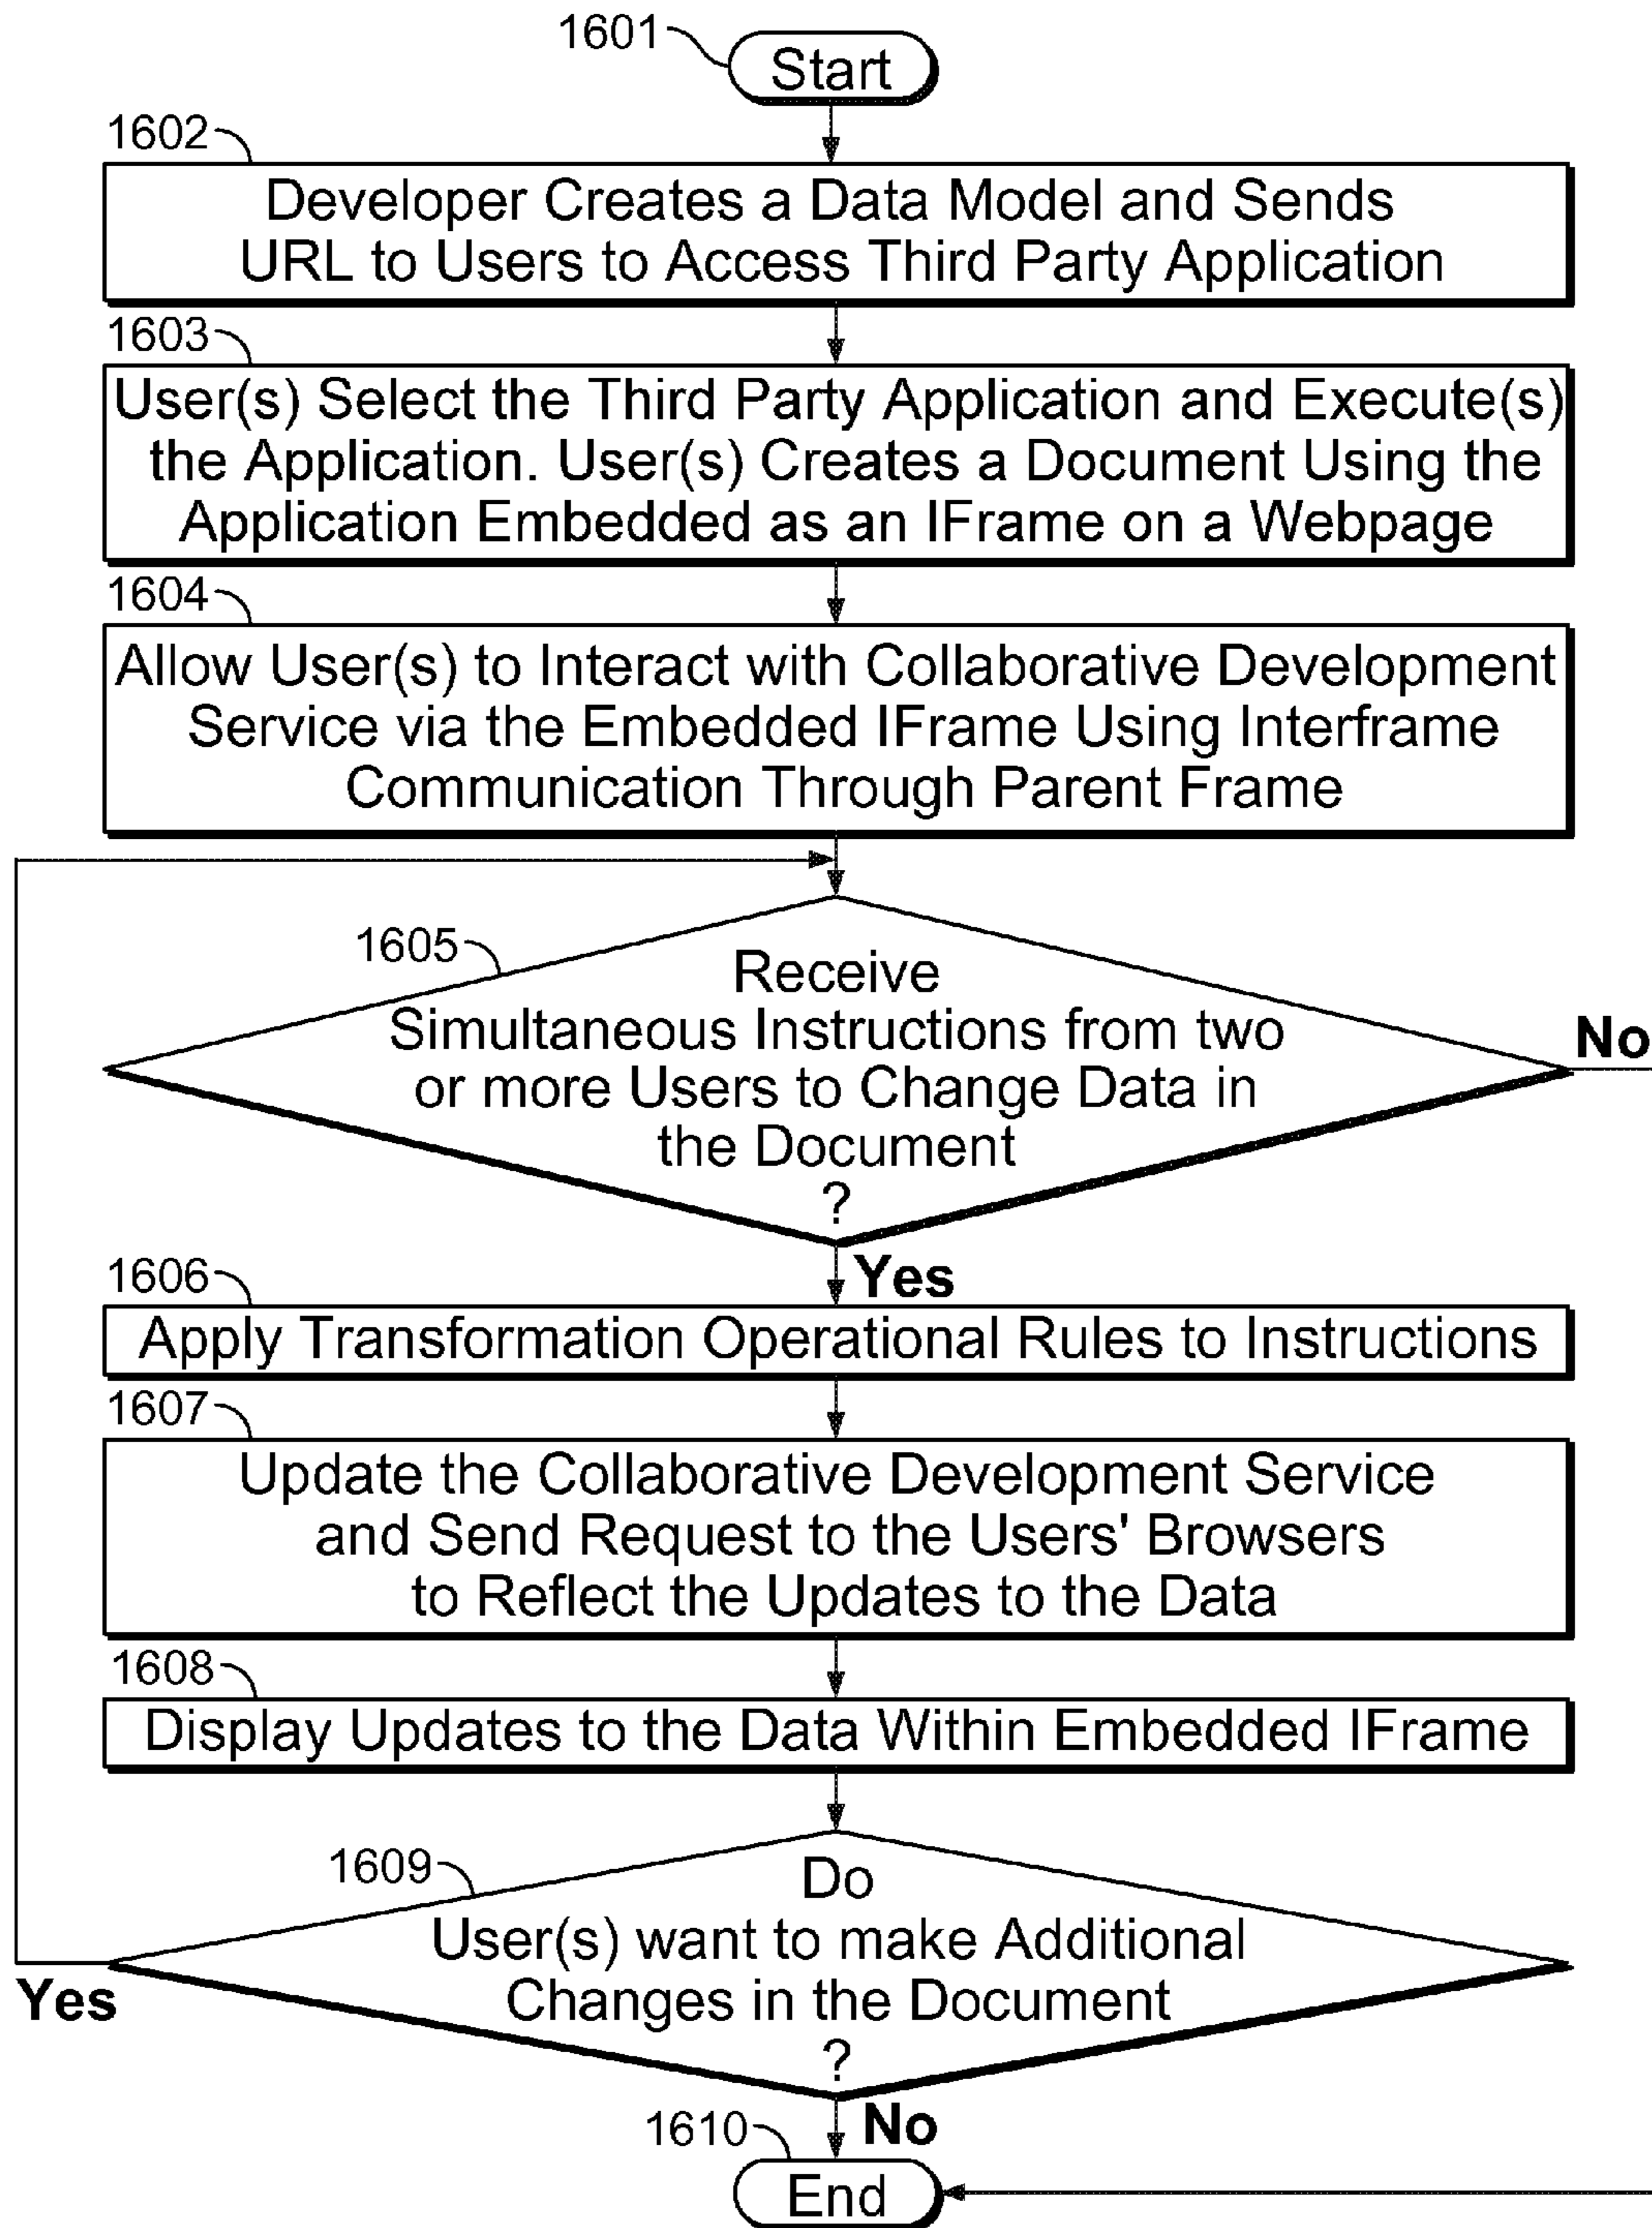 1601
Start
1602
Developer Creates a Data Model and Sends
URL to Users to Access Third Party Application
1603
User(s) Select the Third Party Application and Execute(s)
the Application. User(s) Creates a Document Using the
Application Embedded as an IFrame on a Webpage
1604
Allow User(s) to Interact with Collaborative Development
Service via the Embedded IFrame Using Interframe
Communication Through Parent Frame
1605
Receive
Simultaneous Instructions from two
or more Users to Change Data in
the Document
?
No
Yes
1606
Apply Transformation Operational Rules to Instructions
1607
Update the Collaborative Development Service
and Send Request to the Users' Browsers
to Reflect the Updates to the Data
1608
Display Updates to the Data Within Embedded IFrame
1609
Do
User(s) want to make Additional
Changes in the Document
?
Yes
No
1610
End